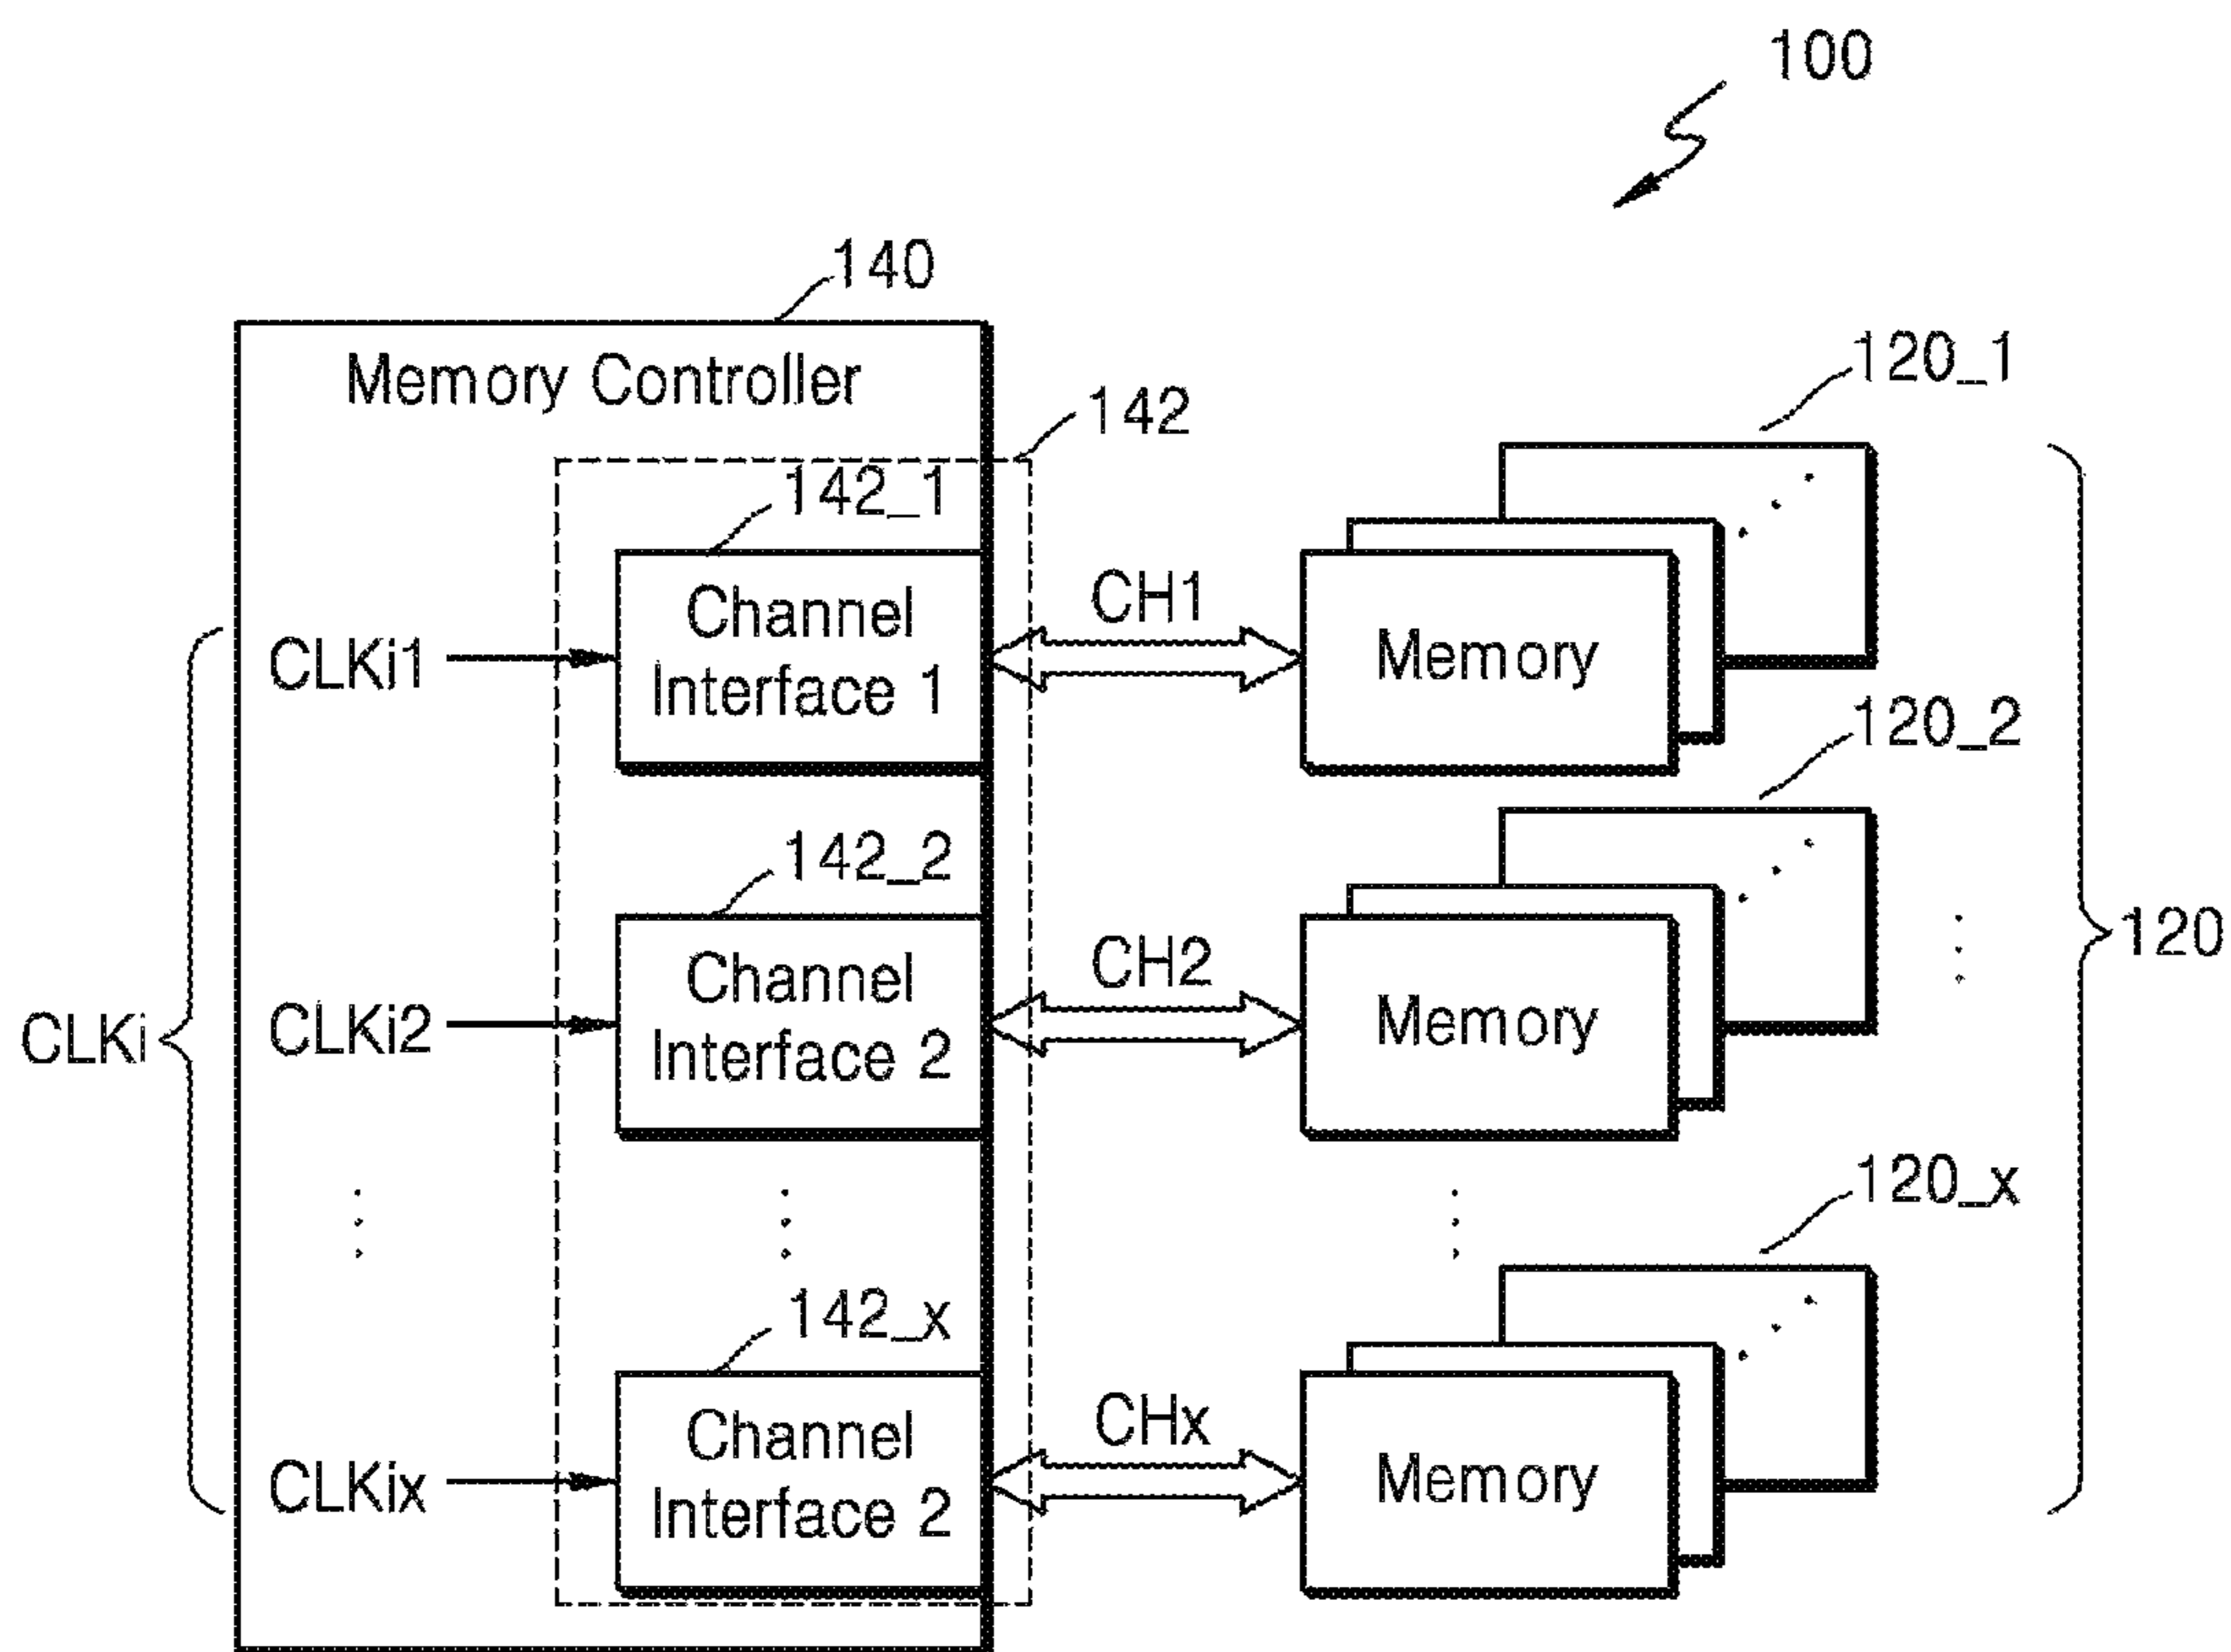 100
140
Memory Controller
142
120_1
142_1
Channel
Interface 1
CLKi1
CH1
Memory
120_2
142_2
Channel
Interface 2
CLKi2
CH2
Memory
120
CLKi
120_x
142_x
Channel
Interface 2
CLKix
CHx
Memory